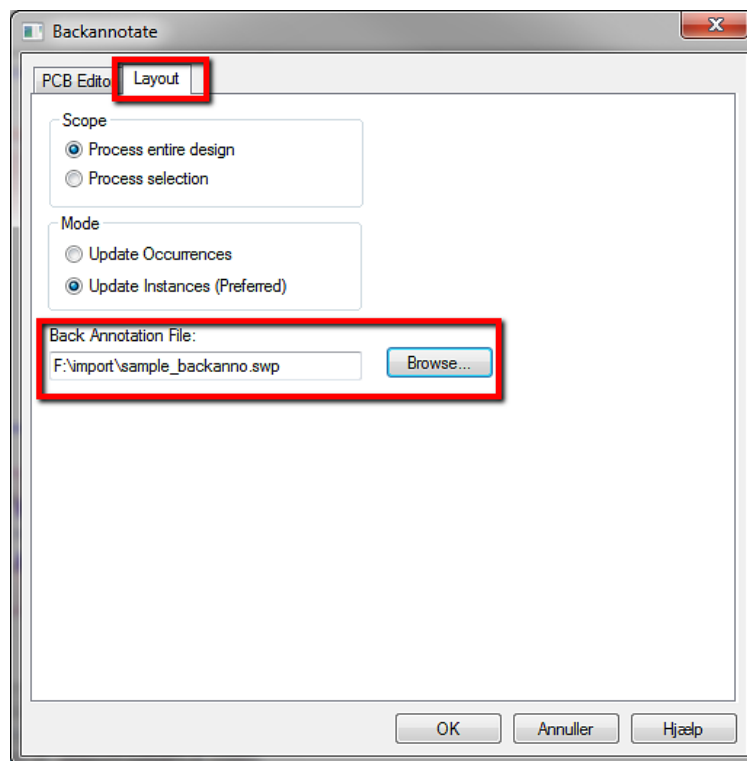 Backannotate
PCB Edito
Layout
Scope
Process entire design
Process selection
Mode
Update Occurrences
Update Instances (Preferred)
Back Annotation File:
F:\import\sample_backanno.swp
Browse...
OK
Annuller
Hjælp